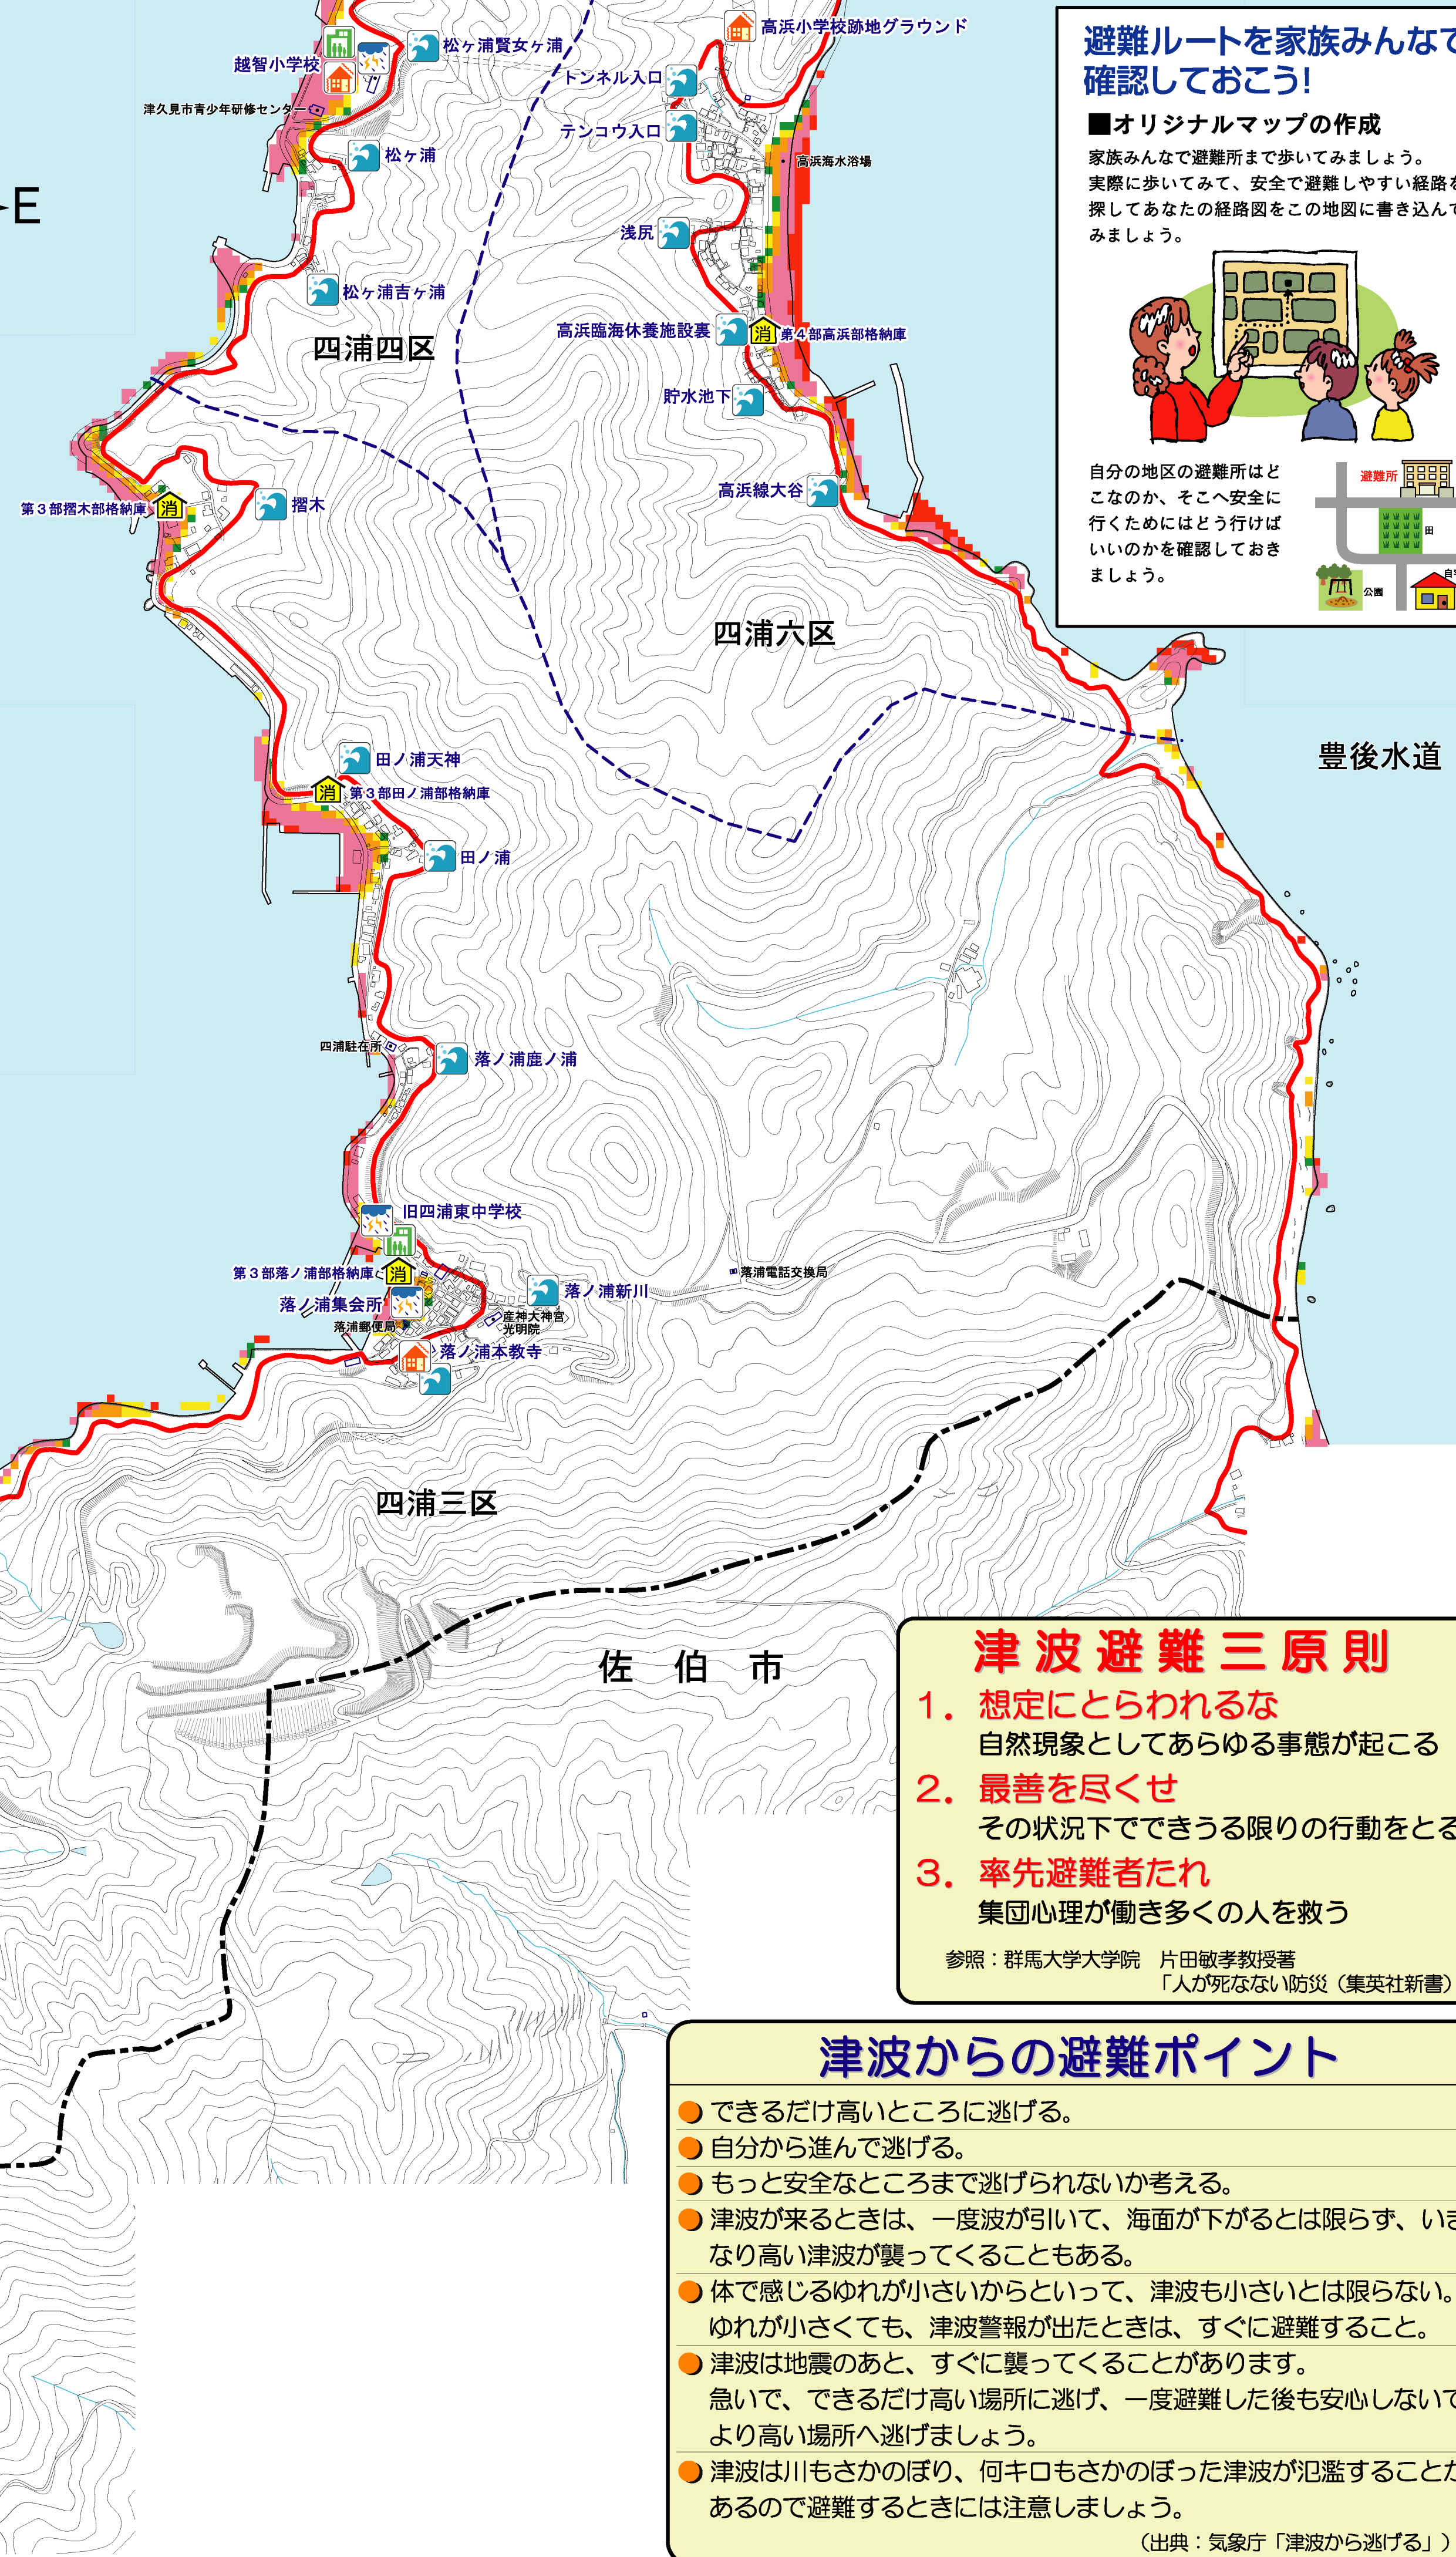 高浜小学校跡地グラウンド
松ヶ浦賢女ヶ浦
越智小学校
トンネル入口
津久見市青少年研修センター
テンコウ入口
松ヶ浦
高浜海水浴場
E
浅尻
松ヶ浦吉ヶ浦
高浜臨海休養施設裏
消
第4部高浜部格納庫
四浦四区
貯水池下
高浜線大谷
第3部摺木部格納庫
消
摺木
四浦六区
豊後水道
田ノ浦天神
消
第3部田ノ浦部格納庫
田ノ浦
四浦駐在所
落ノ浦鹿ノ浦
旧四浦東中学校
第3部落ノ浦部格納庫
消
落浦電話交換局
落ノ浦新川
落ノ浦集会所
産神大神宮
光明院
落浦郵便局
落ノ浦本教寺
四浦三区
佐伯市
避難ルートを家族みんなで
確認しておこう!
■オリジナルマップの作成
家族みんなで避難所まで歩いてみましょう。
実際に歩いてみて、安全で避難しやすい経路を
探してあなたの経路図をこの地図に書き込んで
みましょう。
自分の地区の避難所はど
こなのか、そこへ安全に
行くためにはどう行けば
いいのかを確認しておき
ましょう。
避難所
田
公園
自
津波避難三原則
1. 想定にとらわれるな
自然現象としてあらゆる事態が起こる
2. 最善を尽くせ
その状況下でできうる限りの行動をとる
3. 率先避難者たれ
集団心理が働き多くの人を救う
参照：群馬大学大学院 片田敏孝教授著
「人が死なない防災（集英社新書）
津波からの避難ポイント
●できるだけ高いところに逃げる。
●自分から進んで逃げる。
●もっと安全なところまで逃げられないか考える。
●津波が来るときは、一度波が引いて、海面が下がるとは限らず、いき
なり高い津波が襲ってくることもある。
●体で感じるゆれが小さいからといって、津波も小さいとは限らない。
ゆれが小さくても、津波警報が出たときは、すぐに避難すること。
●津波は地震のあと、すぐに襲ってくることがあります。
急いで、できるだけ高い場所に逃げ、一度避難した後も安心しないで
より高い場所へ逃げましょう。
●津波は川もさかのぼり、何キロもさかのぼった津波が氾濫することが
あるので避難するときには注意しましょう。
（出典：気象庁「津波から逃げる」）